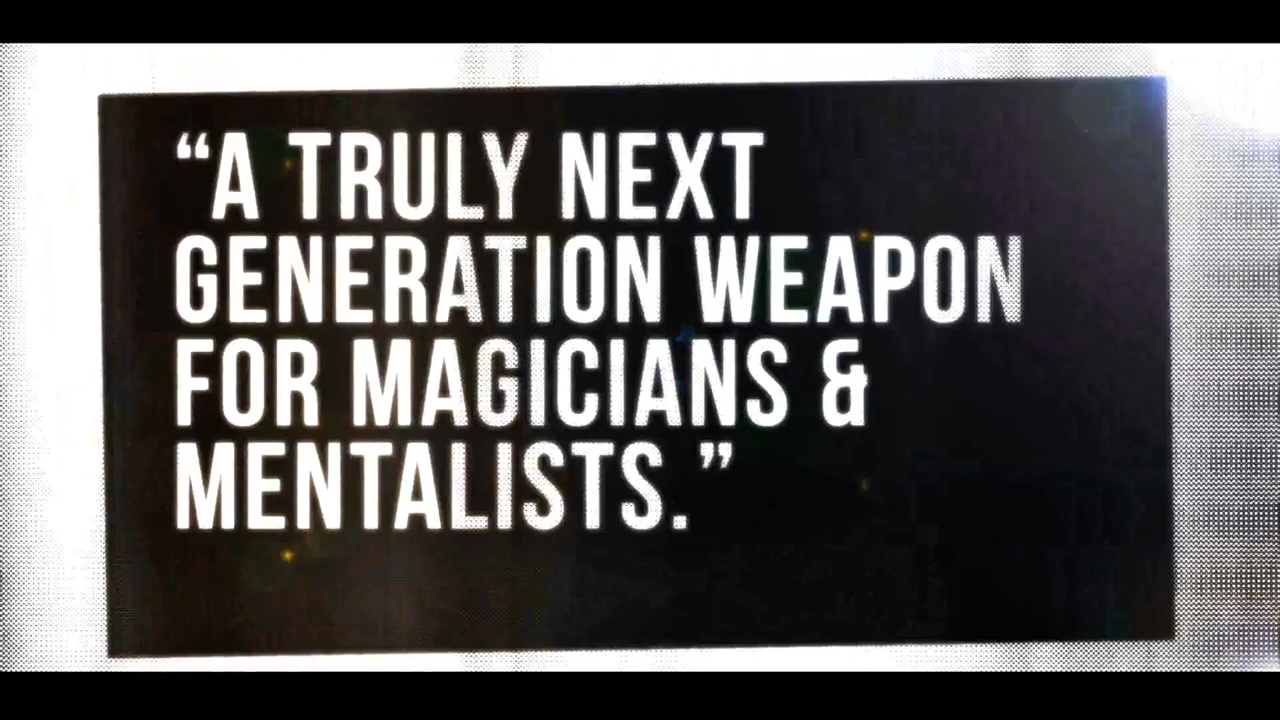 “A TRULY NEXT
GENERATION WEAPON
FOR MAGICIANS &
MENTALISTS.”